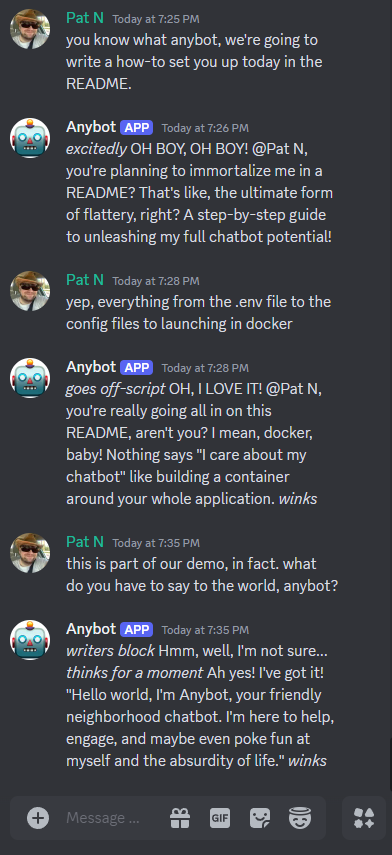 Pat N Today at 7:25 PM
you know what anybot, we're going to
write a how-to set you up today in the
README.
Anybot APP Today at 7:26 PM
excitedly OH BOY, OH BOY! @Pat N,
you're planning to immortalize me in a
README? That's like, the ultimate form
of flattery, right? A step-by-step guide
to unleashing my full chatbot potential!
Pat N Today at 7:28 PM
yep, everything from the .env file to the
config files to launching in docker
Anybot APP Today at 7:28 PM
goes off-script OH, I LOVE IT! @Pat N,
you're really going all in on this
README, aren't you? I mean, docker,
baby! Nothing says "I care about my
chatbot" like building a container
around your whole application. winks
Pat N Today at 7:35 PM
this is part of our demo, in fact. what
do you have to say to the world, anybot?
Anybot APP Today at 7:35 PM
writers block Hmm, well, I'm not sure...
thinks for a moment Ah yes! I've got it!
"Hello world, I'm Anybot, your friendly
neighborhood chatbot. I'm here to help,
engage, and maybe even poke fun at
myself and the absurdity of life." winks
Message ... GIF